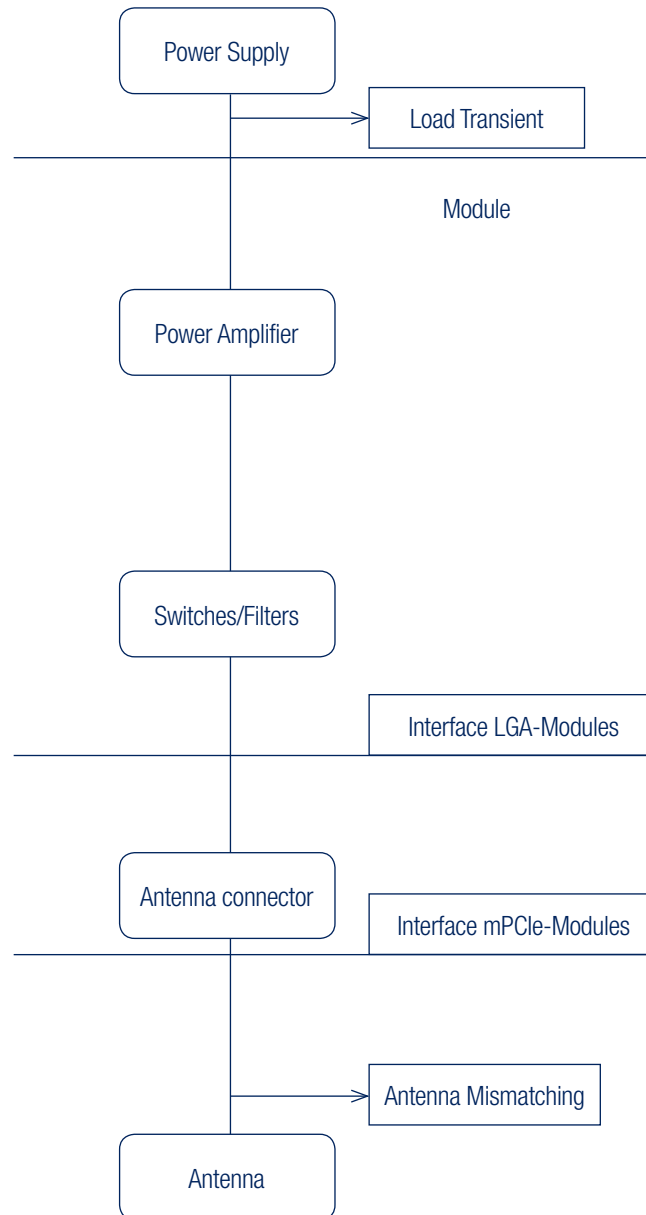 Power Supply
Load Transient
Module
Power Amplifier
Switches/Filters
Interface LGA-Modules
Antenna connector
Interface mPCIe-Modules
Antenna Mismatching
Antenna